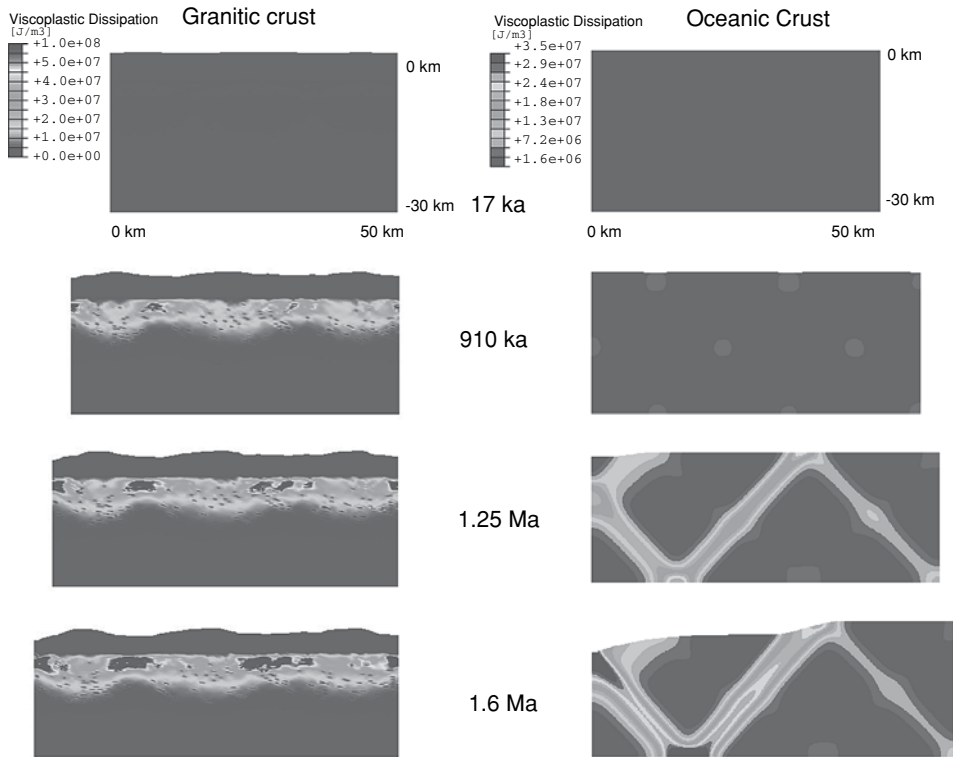 Granitic crust
Viscoplastic Dissipation
[J/m3]
+1.0e+08
+5.0e+07
+4.0e+07
+3.0e+07
+2.0e+07
+1.0e+07
+0.0e+00
0 km
-30 km
0 km
50 km
Oceanic Crust
Viscoplastic Dissipation
[J/m3]
+3.5e+07
+2.9e+07
+2.4e+07
+1.8e+07
+1.3e+07
+7.2e+06
+1.6e+06
0 km
-30 km
0 km
50 km
17 ka
910 ka
1.25 Ma
1.6 Ma